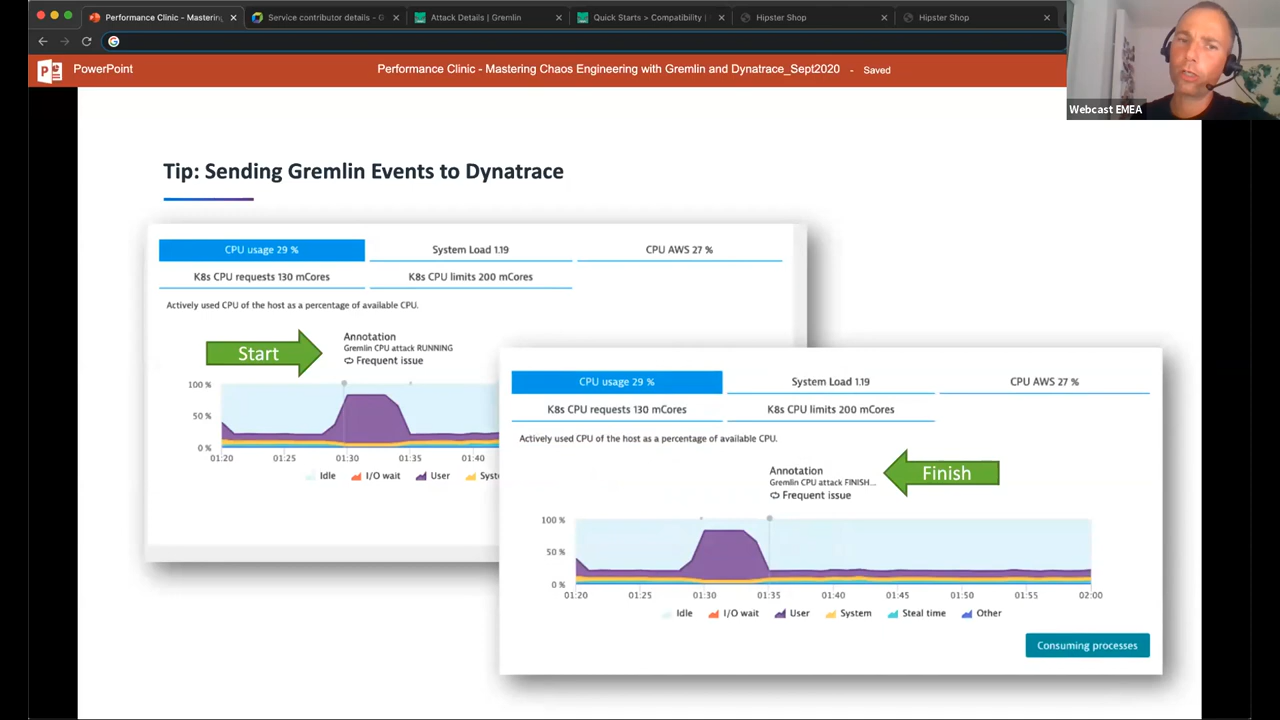 Performance Clinic - Mastering
Service contributor details - G
Attack Details | Gremlin
Quick Starts > Compatibility |
Hipster Shop
Hipster Shop
PowerPoint
Performance Clinic - Mastering Chaos Engineering with Gremlin and Dynatrace_Sept2020 - Saved
Webcast EMEA
Tip: Sending Gremlin Events to Dynatrace
CPU usage 29 %
System Load 1.19
CPU AWS 27 %
K8s CPU requests 130 mCores
K8s CPU limits 200 mCores
Actively used CPU of the host as a percentage of available CPU.
Start
Annotation
Gremlin CPU attack RUNNING
Frequent issue
100 %
50 %
0 %
01:20 01:25 01:30 01:35 01:40
Idle I/O wait User Syste
CPU usage 29 %
System Load 1.19
CPU AWS 27 %
K8s CPU requests 130 mCores
K8s CPU limits 200 mCores
Actively used CPU of the host as a percentage of available CPU.
Annotation
Gremlin CPU attack FINISH...
Frequent issue
Finish
100 %
50 %
0 %
01:20 01:25 01:30 01:35 01:40 01:45 01:50 01:55 02:00
Idle I/O wait User System Steal time Other
Consuming processes